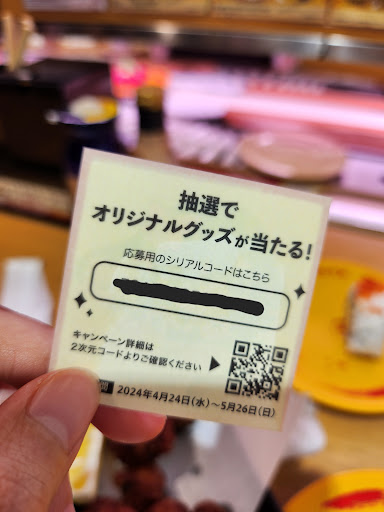 抽選で
オリジナルグッズが当たる!
応募用のシリアルコードはこちら
キャンペーン詳細は
2次元コードよりご確認ください ▶
2024年4月24日(水)～5月26日(日)